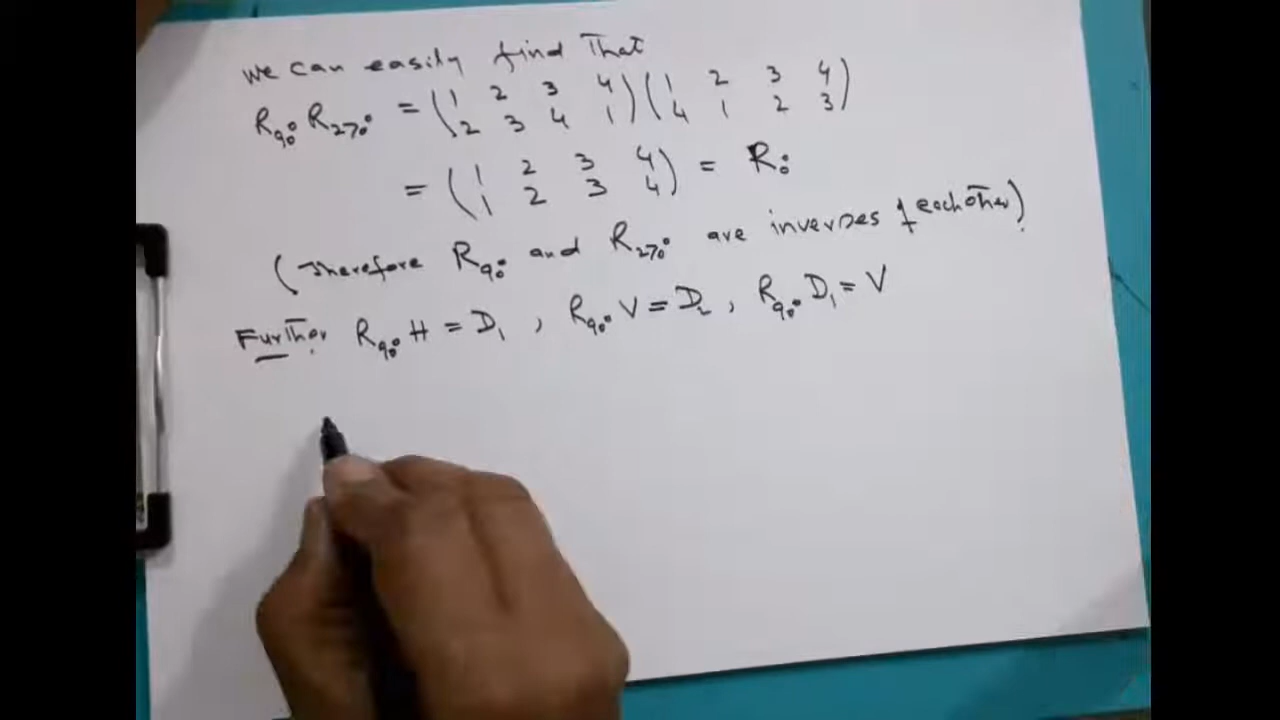 We can easily find That
R90° R270° = (1 2 3 4 / 2 3 4 1) (1 2 3 4 / 4 1 2 3)
= (1 2 3 4 / 1 2 3 4) = R0°
(Therefore R90° and R270° are inverses of each other).
Further R90° H = D1 , R90° V = D2 , R90° D1 = V